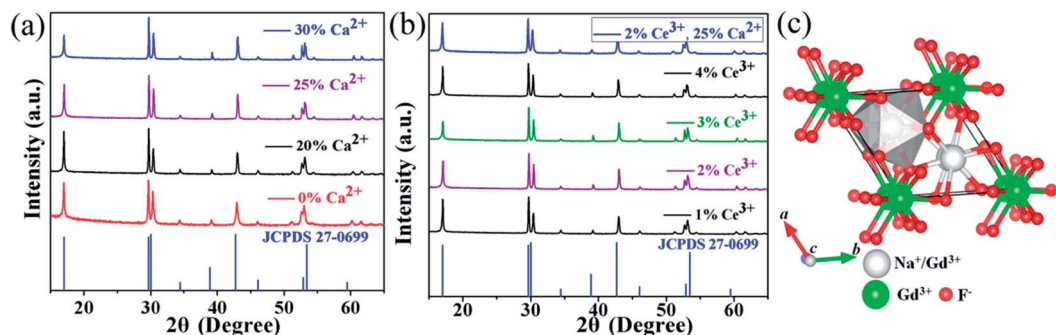 (a)
30% Ca²⁺
25% Ca²⁺
20% Ca²⁺
0% Ca²⁺
JCPDS 27-0699
Intensity (a.u.)
20 30 40 50 60
2θ (Degree)
(b)
2% Ce³⁺, 25% Ca²⁺
4% Ce³⁺
3% Ce³⁺
2% Ce³⁺
1% Ce³⁺
JCPDS 27-0699
Intensity (a.u.)
20 30 40 50 60
2θ (Degree)
(c)
a
c
b
Na⁺/Gd³⁺
Gd³⁺
F⁻